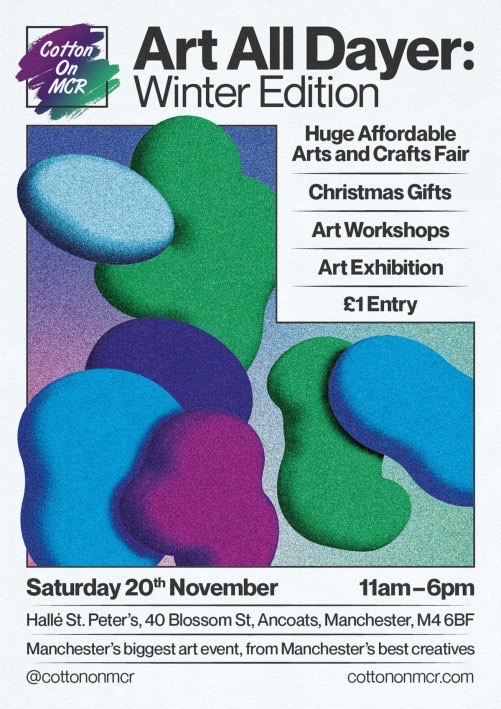 Cotton
On
MCR
Art All Dayer:
Winter Edition
Huge Affordable
Arts and Crafts Fair
Christmas Gifts
Art Workshops
Art Exhibition
£1 Entry
Saturday 20th November 11am–6pm
Hallé St. Peter's, 40 Blossom St, Ancoats, Manchester, M4 6BF
Manchester's biggest art event, from Manchester's best creatives
@cottononmcr cottononmcr.com